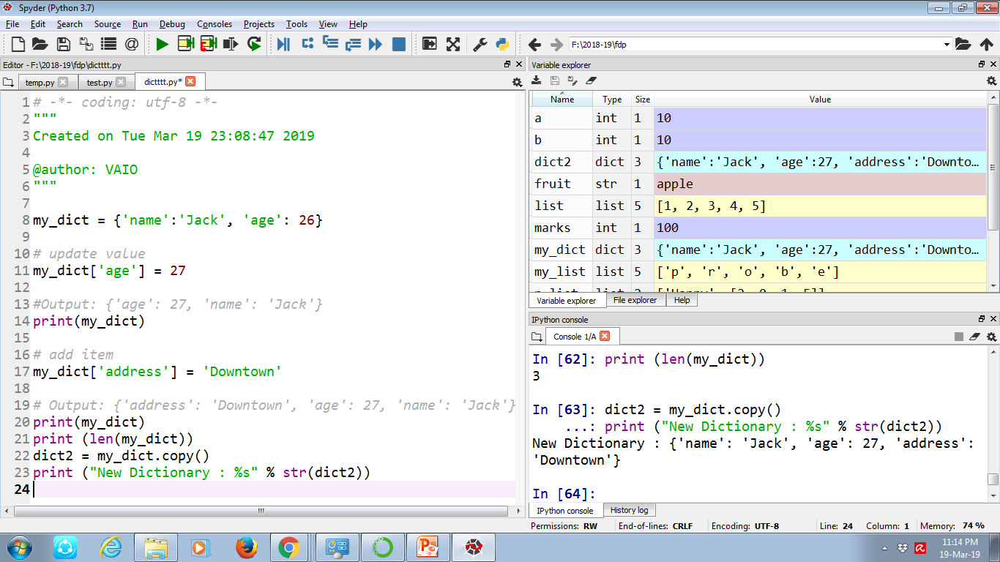 Spyder (Python 3.7)
File Edit Search Source Run Debug Consoles Projects Tools View Help
F:\2018-19\fdp
Editor - F:\2018-19\fdp\dictttt.py
temp.py test.py dictttt.py*
1 # -*- coding: utf-8 -*-
2 """
3 Created on Tue Mar 19 23:08:47 2019
4
5 @author: VAIO
6 """
7
8 my_dict = {'name':'Jack', 'age': 26}
9
10 # update value
11 my_dict['age'] = 27
12
13 #Output: {'age': 27, 'name': 'Jack'}
14 print(my_dict)
15
16 # add item
17 my_dict['address'] = 'Downtown'
18
19 # Output: {'address': 'Downtown', 'age': 27, 'name': 'Jack'}
20 print(my_dict)
21 print (len(my_dict))
22 dict2 = my_dict.copy()
23 print ("New Dictionary : %s" % str(dict2))
24
Variable explorer
Name Type Size Value
a int 1 10
b int 1 10
dict2 dict 3 {'name':'Jack', 'age':27, 'address':'Downto…
fruit str 1 apple
list list 5 [1, 2, 3, 4, 5]
marks int 1 100
my_dict dict 3 {'name':'Jack', 'age':27, 'address':'Downto…
my_list list 5 ['p', 'r', 'o', 'b', 'e']
n_list list 2 ['Happy', [2, 0, 1, 5]]
Variable explorer File explorer Help
IPython console
Console 1/A
In [62]: print (len(my_dict))
3
In [63]: dict2 = my_dict.copy()
...: print ("New Dictionary : %s" % str(dict2))
New Dictionary : {'name': 'Jack', 'age': 27, 'address':
'Downtown'}
In [64]:
IPython console History log
Permissions: RW End-of-lines: CRLF Encoding: UTF-8 Line: 24 Column: 1 Memory: 74 %
11:14 PM
19-Mar-19